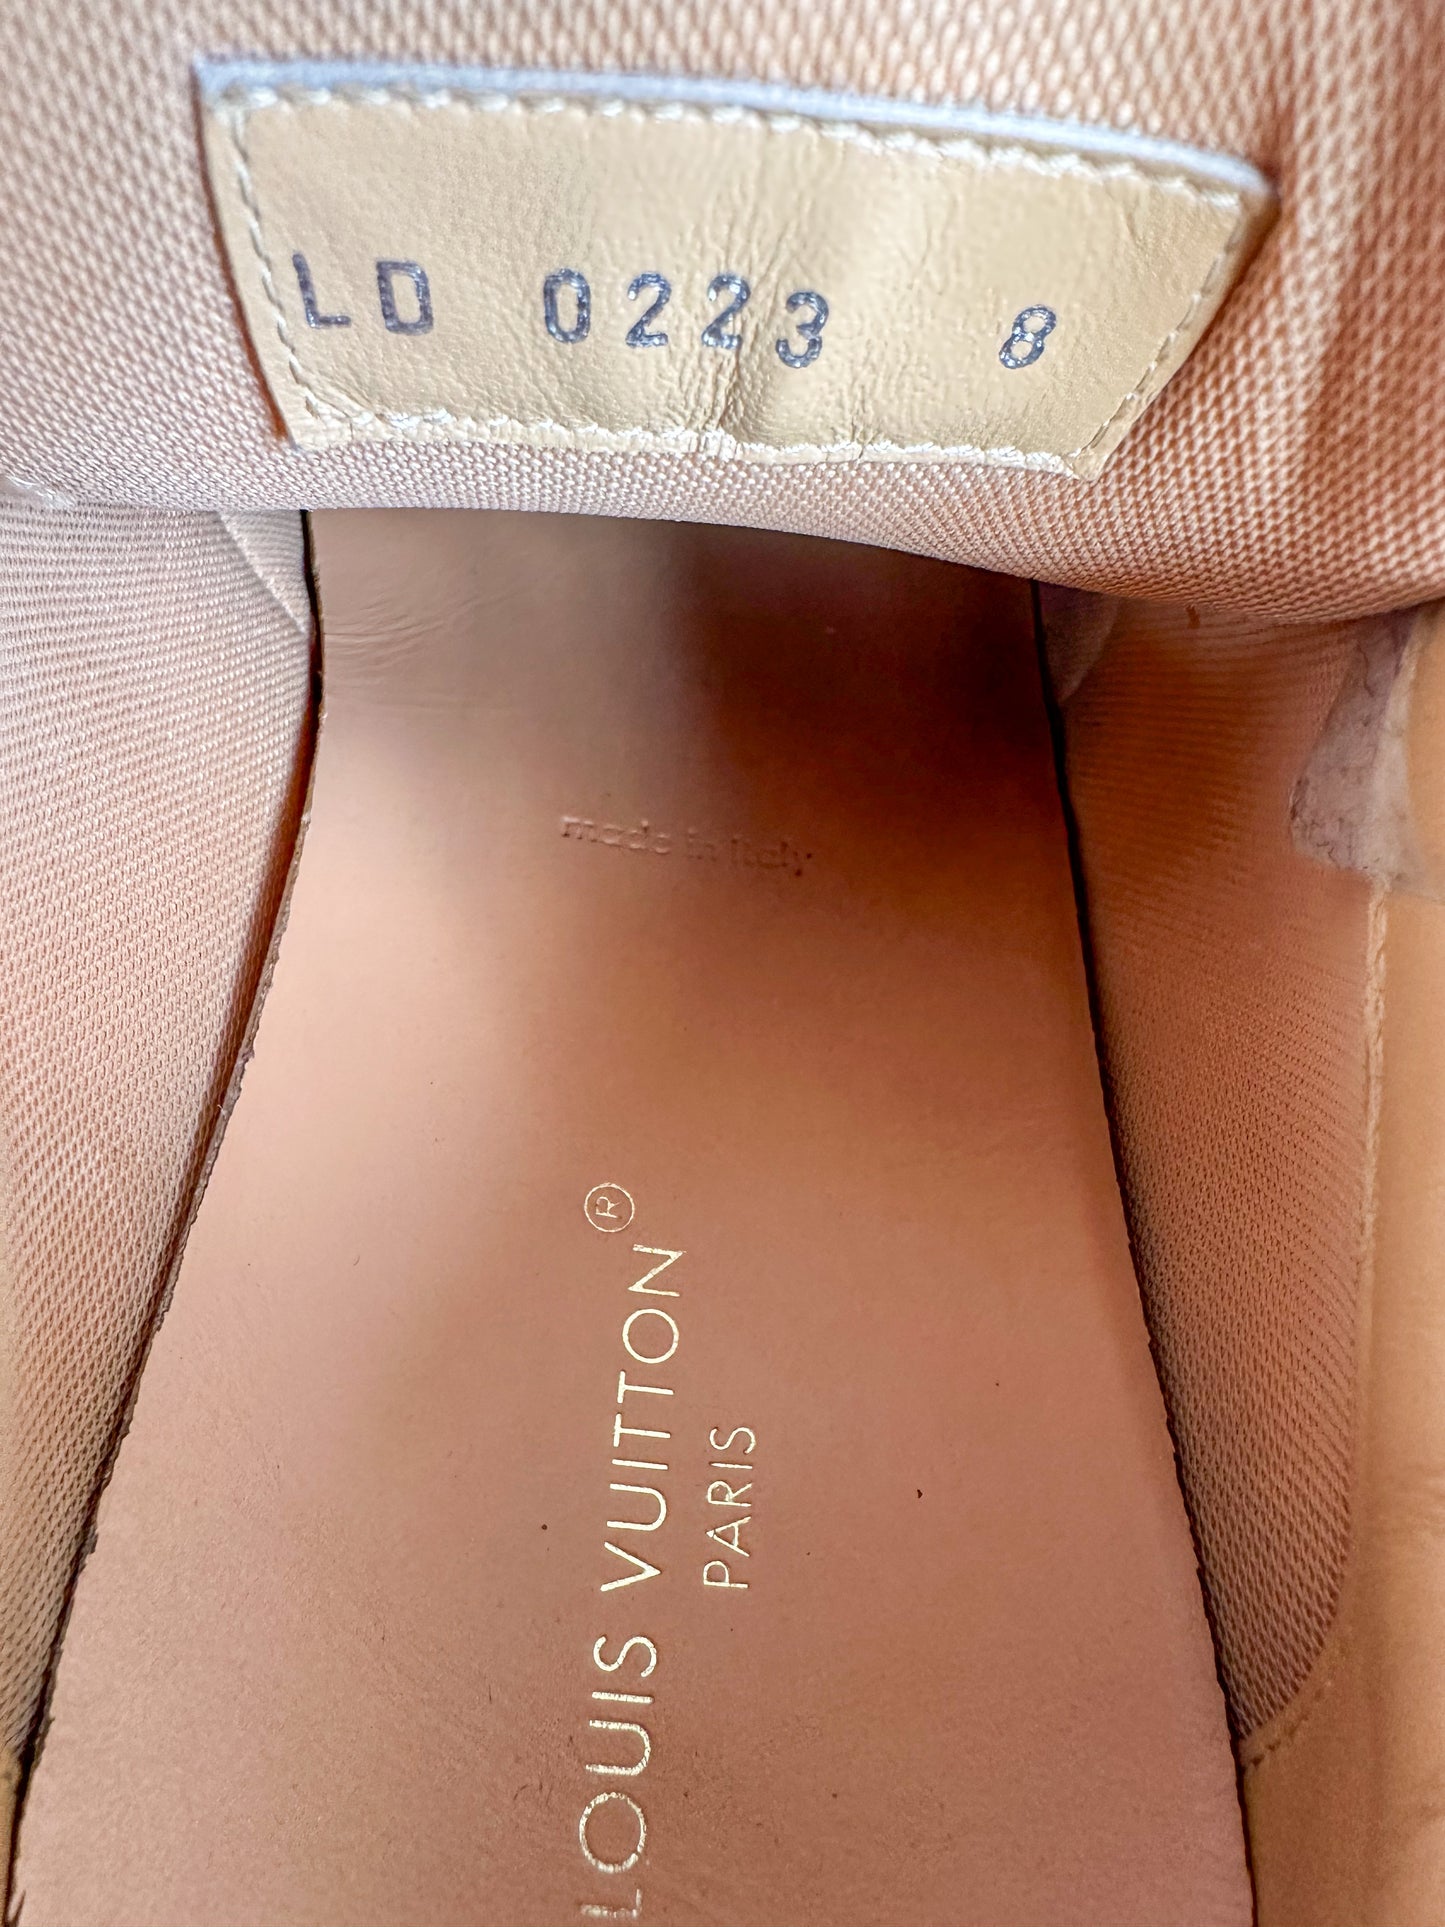 LD 0223 8
made in Italy
LOUIS VUITTON®
PARIS